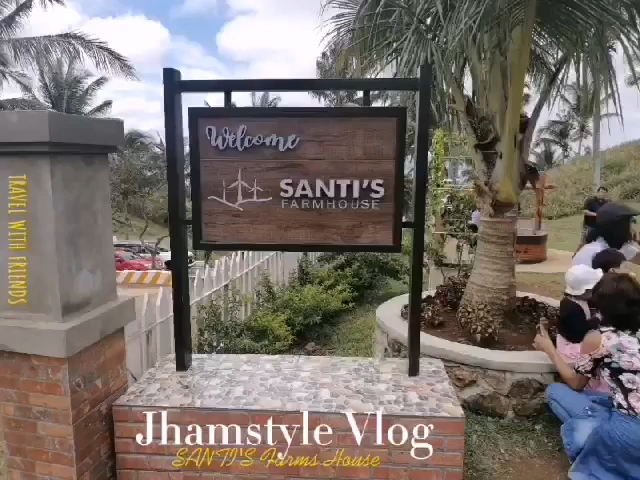 Welcome
SANTI'S
FARMHOUSE
TRAVEL WITH FRIENDS
Jhamstyle Vlog
SANTI'S Farms House